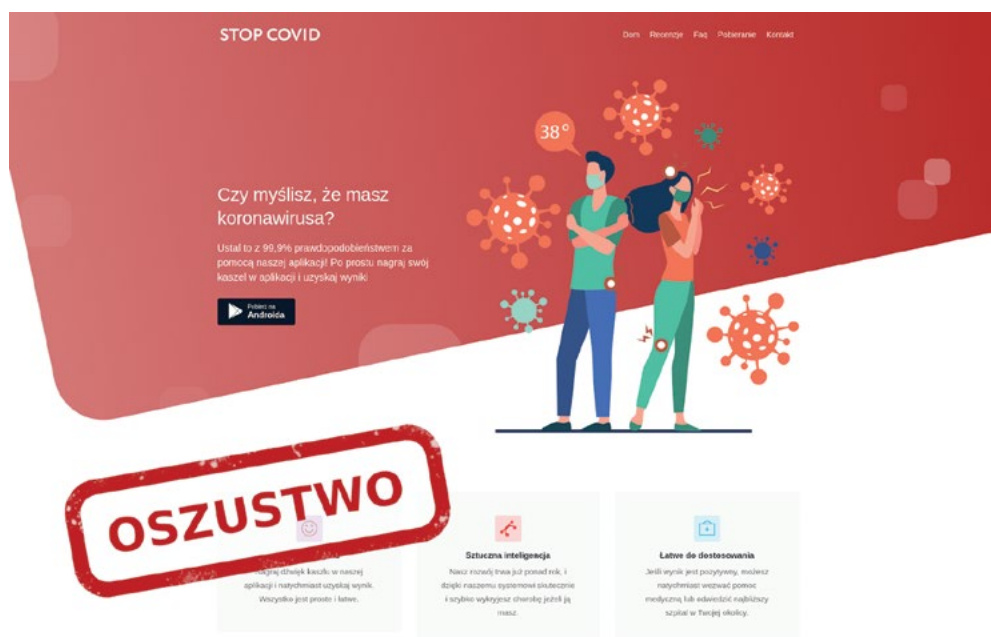 STOP COVID
Dom Recenzje Faq Pobieranie Kontakt
38°
Czy myślisz, że masz
koronawirusa?
Ustal to z 99,9% prawdopodobieństwem za
pomocą naszej aplikacji! Po prostu nagraj swój
kaszel w aplikacji i uzyskaj wyniki
Pobierz na
Androida
OSZUSTWO
Nagraj dźwięk kaszlu w naszej
aplikacji i natychmiast uzyskaj wynik.
Wszystko jest proste i łatwe.
Sztuczna inteligencja
Nasz rozwój trwa już ponad rok, i
dzięki naszemu systemowi skutecznie
i szybko wykryjesz chorobę jeżeli ją
masz.
Łatwe do dostosowania
Jeśli wynik jest pozytywny, możesz
natychmiast wezwać pomoc
medyczną lub odwiedzić najbliższy
szpital w Twojej okolicy.